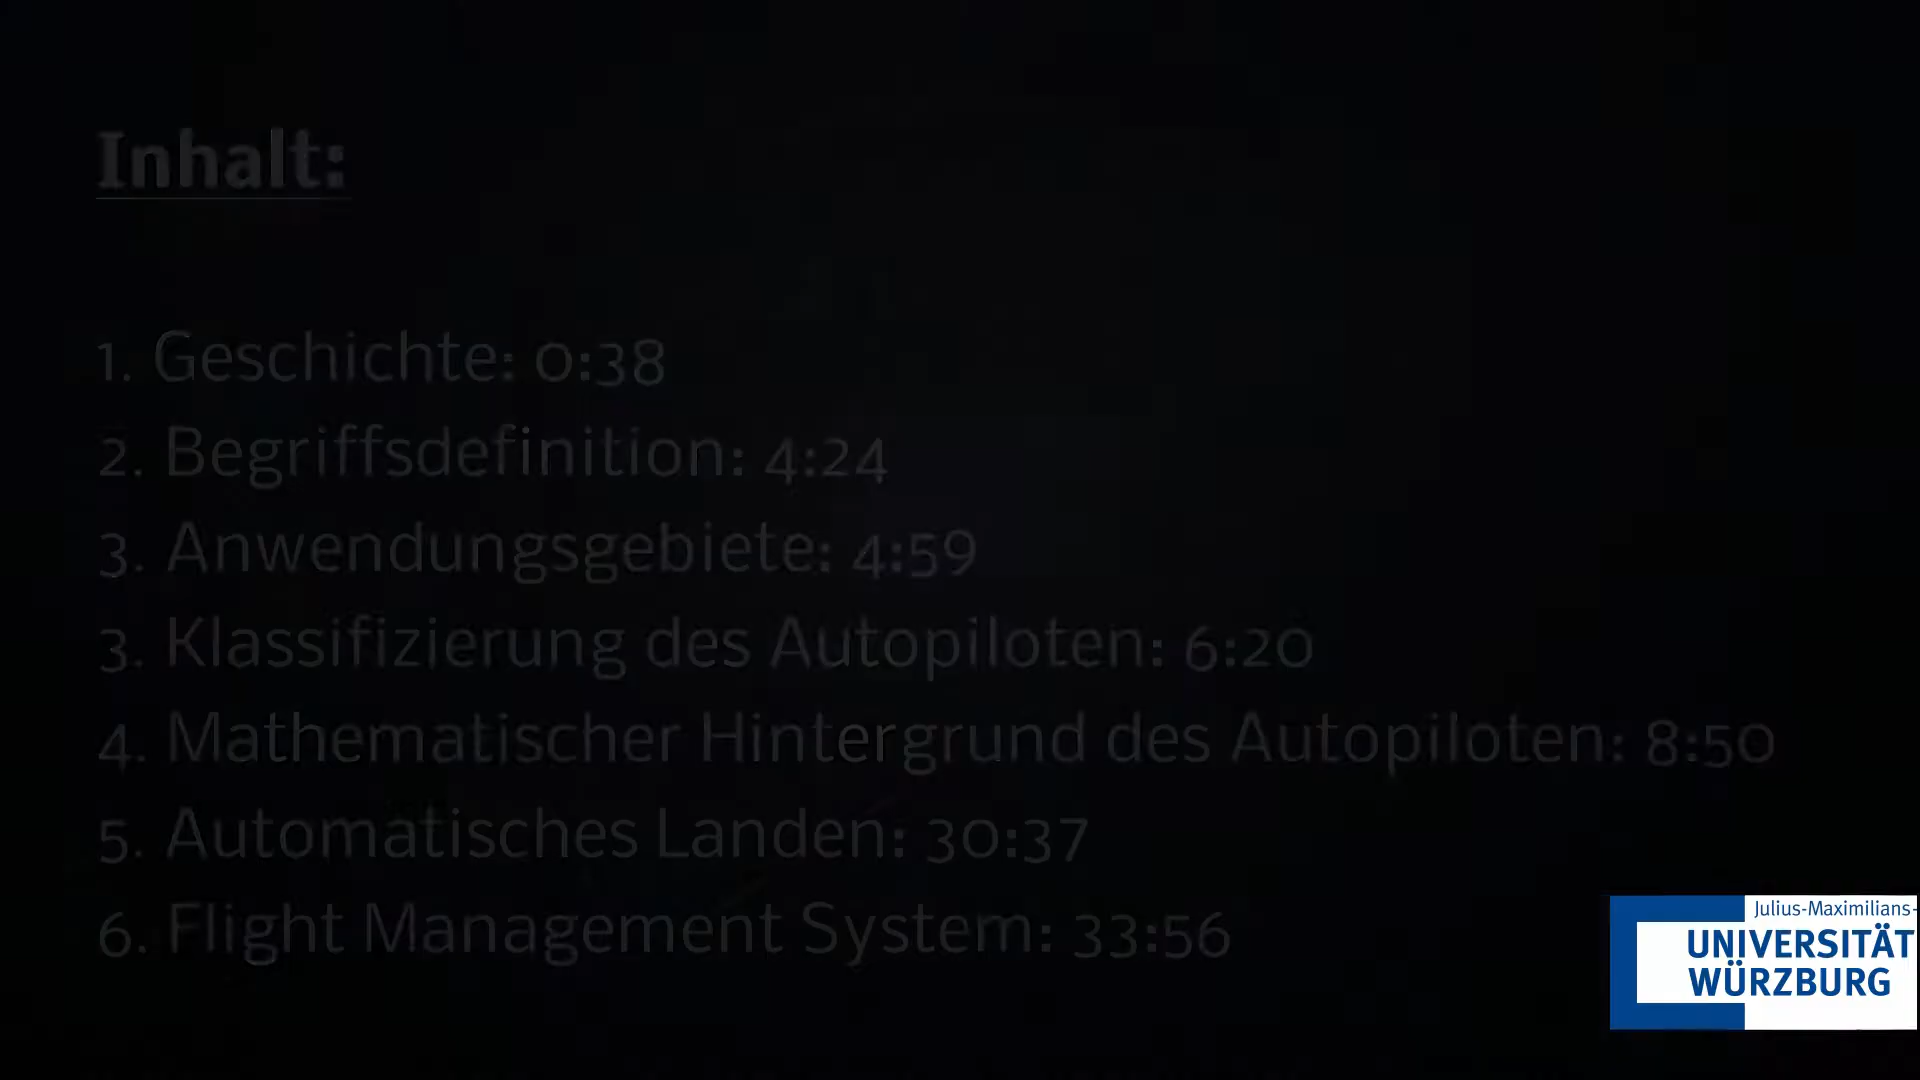 Inhalt:
1. Geschichte: 0:38
2. Begriffsdefinition: 4:24
3. Anwendungsgebiete: 4:59
3. Klassifizierung des Autopiloten: 6:20
4. Mathematischer Hintergrund des Autopiloten: 8:50
5. Automatisches Landen: 30:37
6. Flight Management System: 33:56
Julius-Maximilians-
UNIVERSITÄT
WÜRZBURG